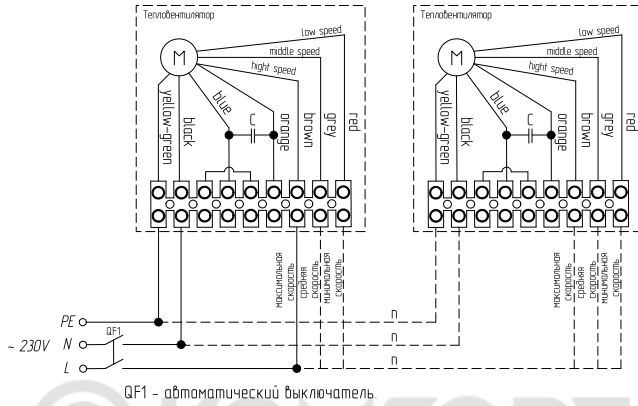 Тепловентилятор
Тепловентилятор
low speed
middle speed
hight speed
M
yellow-green
black
blue
C
orange
brown
grey
red
low speed
middle speed
hight speed
M
yellow-green
black
blue
C
orange
brown
grey
red
максимальная
скорость
средняя
скорость
минимальная
скорость
максимальная
скорость
средняя
скорость
минимальная
скорость
PE
n
~ 230V
N
QF1
n
L
n
QF1 - автоматический выключатель.